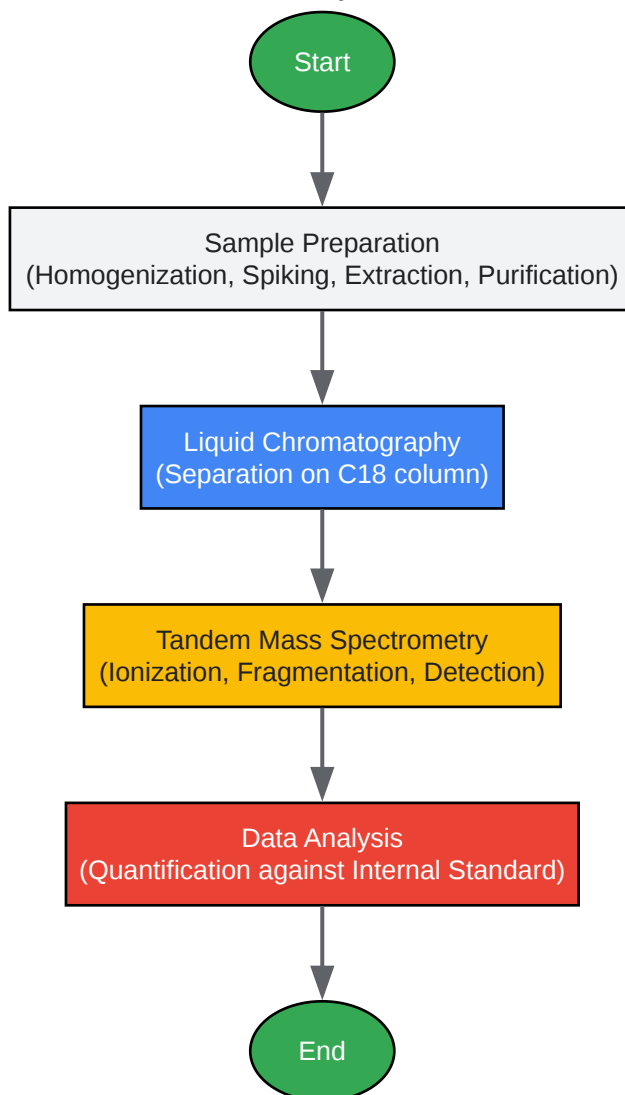 Start
Sample Preparation
(Homogenization, Spiking, Extraction, Purification)
Liquid Chromatography
(Separation on C18 column)
Tandem Mass Spectrometry
(Ionization, Fragmentation, Detection)
Data Analysis
(Quantification against Internal Standard)
End